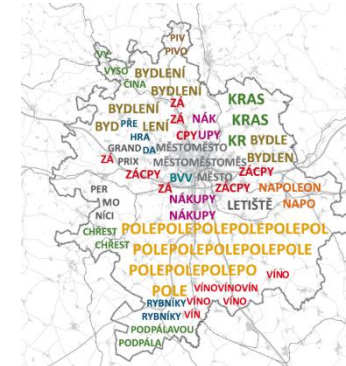 PIV
PIVO
VY
VYSO
ČINA
BYDLENÍ
BYDLENÍ
BYDLENÍ
KRAS
KRAS
KR
ZÁ
ZÁ NÁK
BYD PŘE LENÍ CPY UPY
HRA BYDLE
GRAND DA MĚSTOMĚSTO
BYDLEN
ZÁ PRIX MĚSTOMĚSTOMĚS
ZÁCPY BVV MĚSTO ZÁCPY
PER ZÁ ZÁCPY NAPOLEON
MO NÁKUPY LETIŠTĚ NAPO
NÍCI NÁKUPY
CHŘEST POLEPOLEPOLEPOLEPOL
CHŘEST POLEPOLEPOLEPOLEPOLE
POLEPOLEPOLEPO VÍNO
POLE VÍNOVÍNOVÍN
RYBNÍKY VÍNO VÍNO
RYBNÍKY VÍN
PODPÁLAVOU
PODPÁLA